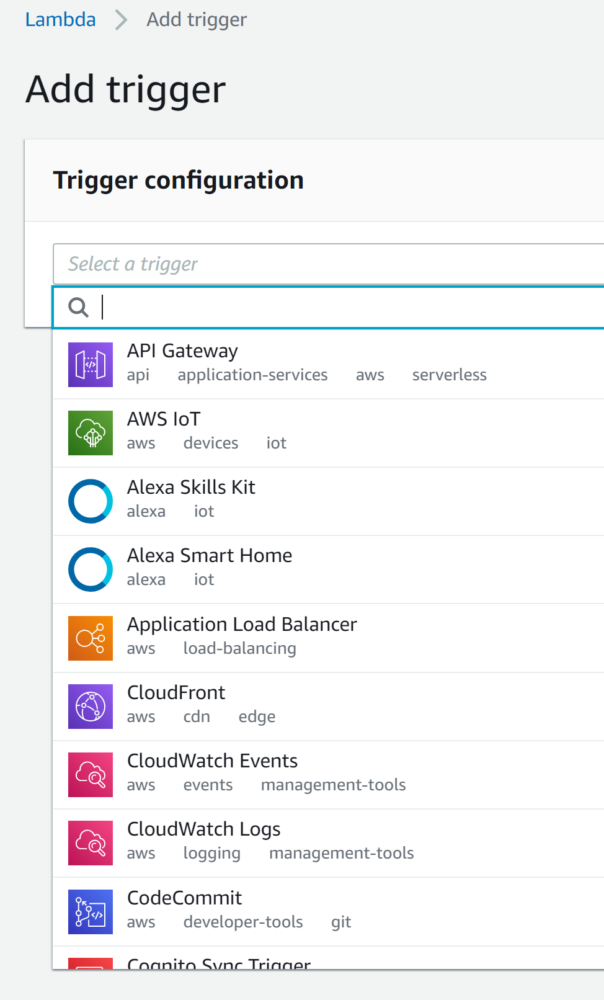 Lambda > Add trigger
Add trigger
Trigger configuration
Select a trigger
API Gateway
api application-services aws serverless
AWS IoT
aws devices iot
Alexa Skills Kit
alexa iot
Alexa Smart Home
alexa iot
Application Load Balancer
aws load-balancing
CloudFront
aws cdn edge
CloudWatch Events
aws events management-tools
CloudWatch Logs
aws logging management-tools
CodeCommit
aws developer-tools git
Cognito Sync Trigger